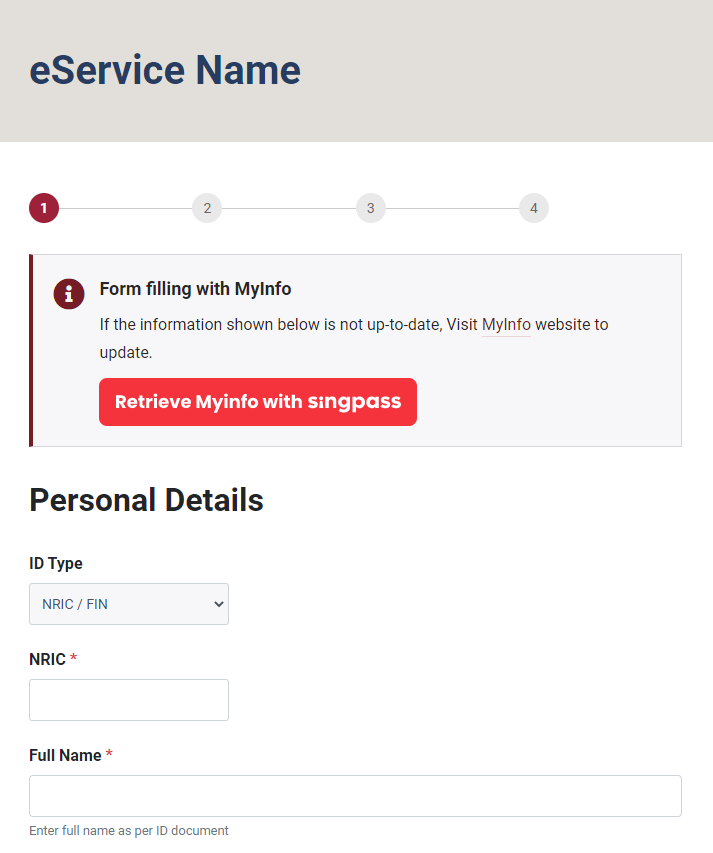 eService Name
1 2 3 4
Form filling with MyInfo
If the information shown below is not up-to-date, Visit MyInfo website to
update.
Retrieve Myinfo with singpass
Personal Details
ID Type
NRIC / FIN
NRIC *
Full Name *
Enter full name as per ID document